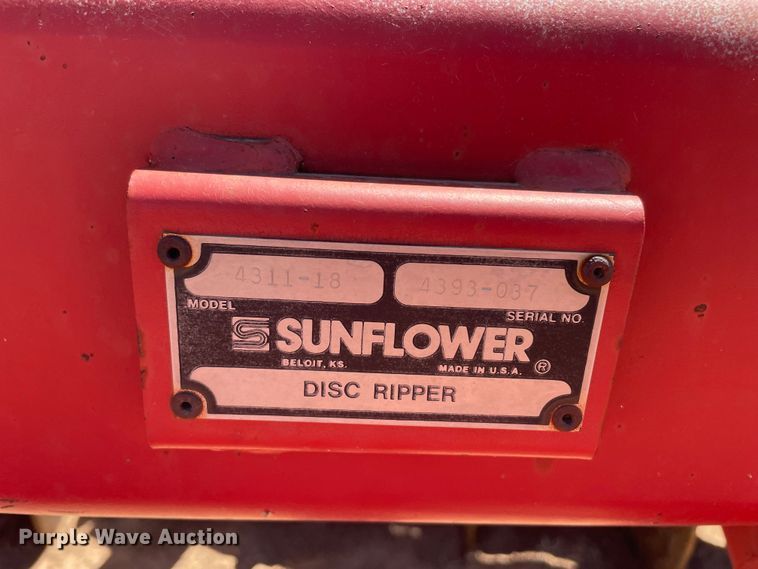 4311-18 4393-037
MODEL SERIAL NO.
S SUNFLOWER
BELOIT, KS. MADE IN U.S.A. ®
DISC RIPPER
Purple Wave Auction